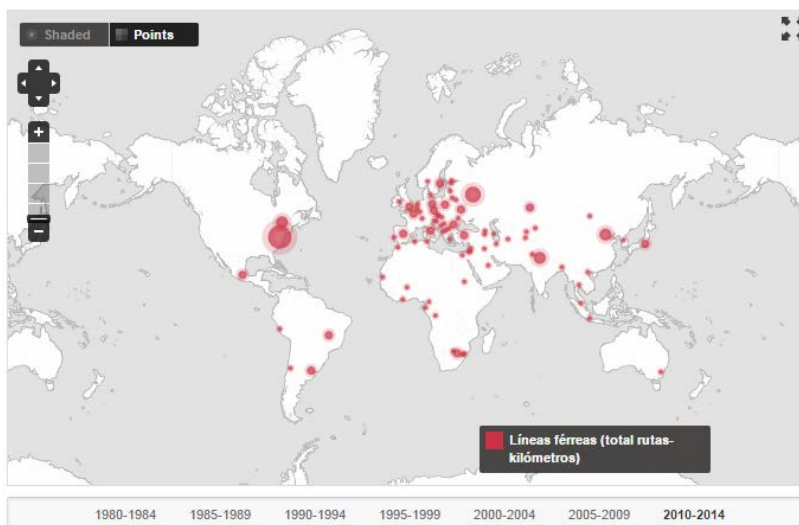 Shaded Points
Líneas férreas (total rutas-
kilómetros)
1980-1984 1985-1989 1990-1994 1995-1999 2000-2004 2005-2009 2010-2014